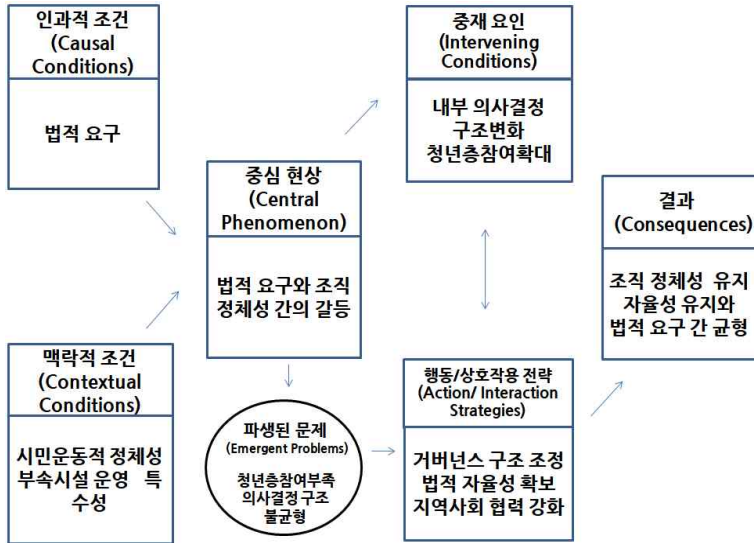 인과적 조건
(Causal
Conditions)
법적 요구
맥락적 조건
(Contextual
Conditions)
시민운동적 정체성
부속시설 운영 특
수성
중심 현상
(Central
Phenomenon)
법적 요구와 조직
정체성 간의 갈등
파생된 문제
(Emergent Problems)
청년층참여부족
의사결정 구조
불균형
중재 요인
(Intervening
Conditions)
내부 의사결정
구조변화
청년층참여확대
행동/상호작용 전략
(Action/ Interaction
Strategies)
거버넌스 구조 조정
법적 자율성 확보
지역사회 협력 강화
결과
(Consequences)
조직 정체성 유지
자율성 유지와
법적 요구 간 균형